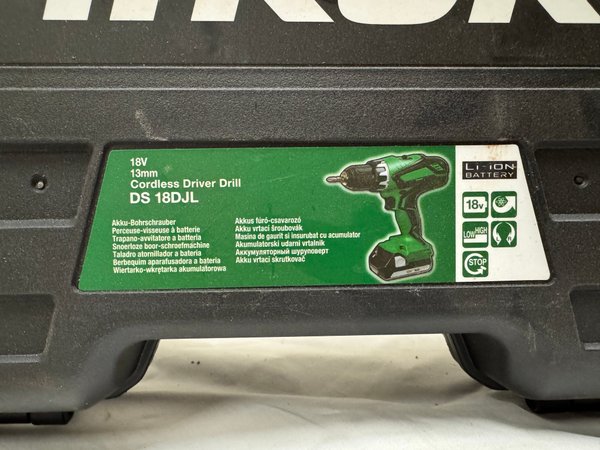 18V
13mm
Cordless Driver Drill
DS 18DJL
Akku-Bohrschrauber
Perceuse-visseuse à batterie
Trapano-avvitatore a batteria
Snoerloze boor-schroefmachine
Taladro atornillador a bateria
Berbequim aparafusadora a bateria
Wiertarko-wkrętarka akumulatorowa
Akkus fúró-csavarozó
Akku vrtací šroubovák
Masina de gaurit si insurubat cu acumulator
Akumulatorski udarni vrtalnik
Аккумуляторный шуруповерт
Aku vrtací skrutkovač
Li-ION
BATTERY
18V
LOW HIGH
STOP